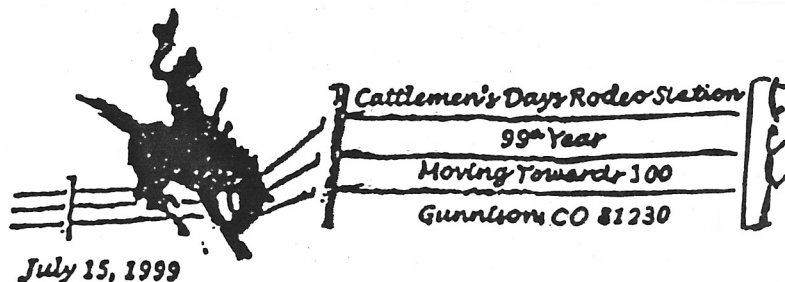 Cattlemen's Days Rodeo Station
99th Year
Moving Towards 100
Gunnison, CO 81230
July 15, 1999